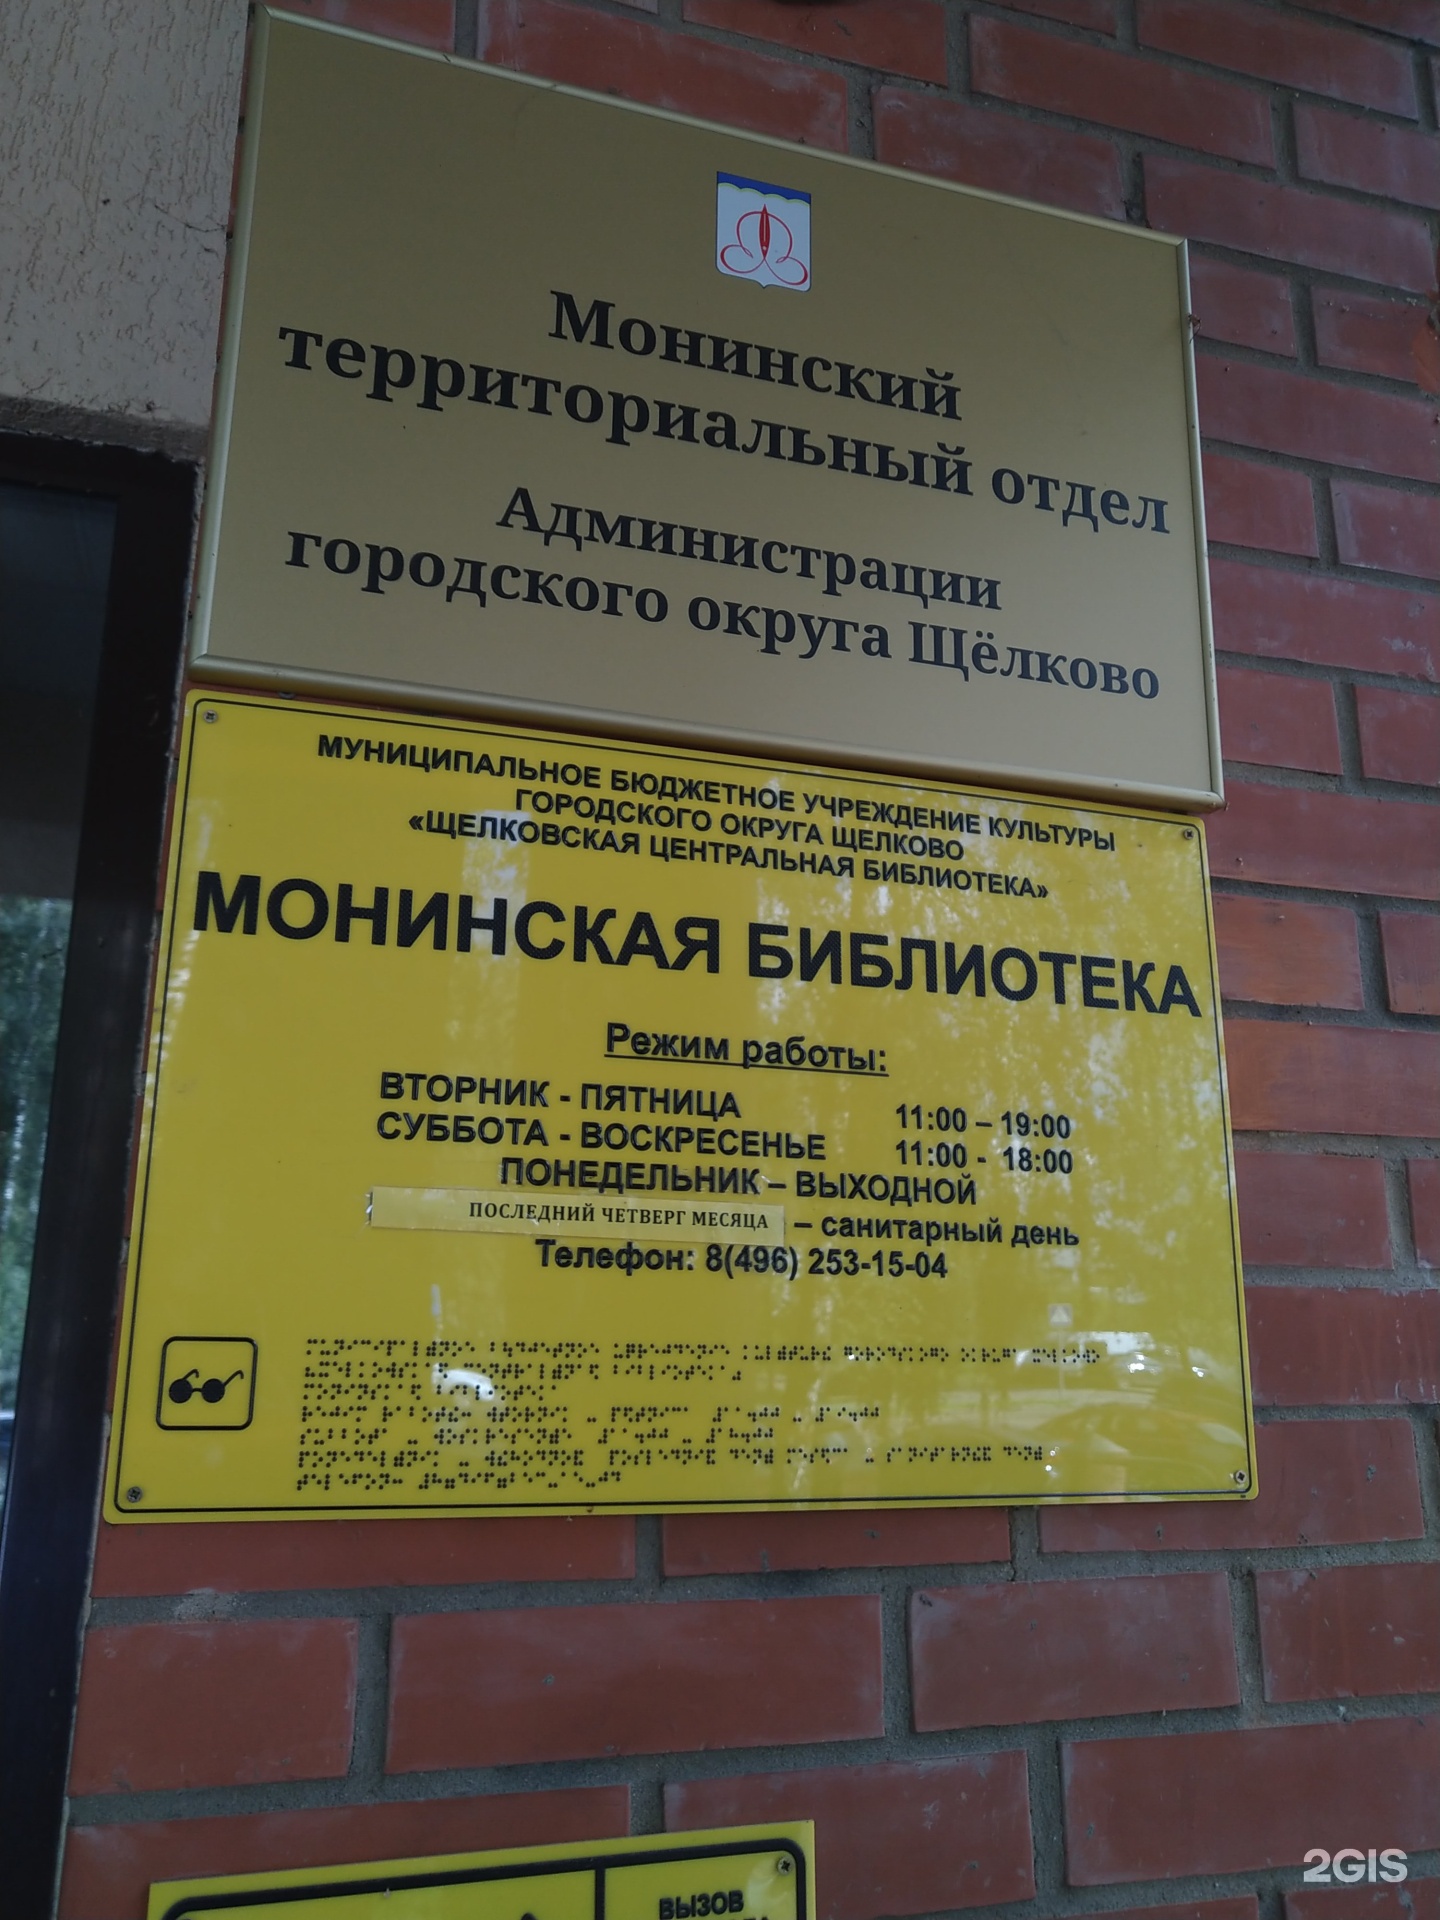 Монинский
территориальный отдел
Администрации
городского округа Щёлково
МУНИЦИПАЛЬНОЕ БЮДЖЕТНОЕ УЧРЕЖДЕНИЕ КУЛЬТУРЫ
ГОРОДСКОГО ОКРУГА ЩЕЛКОВО
«ЩЕЛКОВСКАЯ ЦЕНТРАЛЬНАЯ БИБЛИОТЕКА»
МОНИНСКАЯ БИБЛИОТЕКА
Режим работы:
ВТОРНИК - ПЯТНИЦА 11:00 – 19:00
СУББОТА - ВОСКРЕСЕНЬЕ 11:00 - 18:00
ПОНЕДЕЛЬНИК – ВЫХОДНОЙ
ПОСЛЕДНИЙ ЧЕТВЕРГ МЕСЯЦА – санитарный день
Телефон: 8(496) 253-15-04
ВЫЗОВ
2GIS